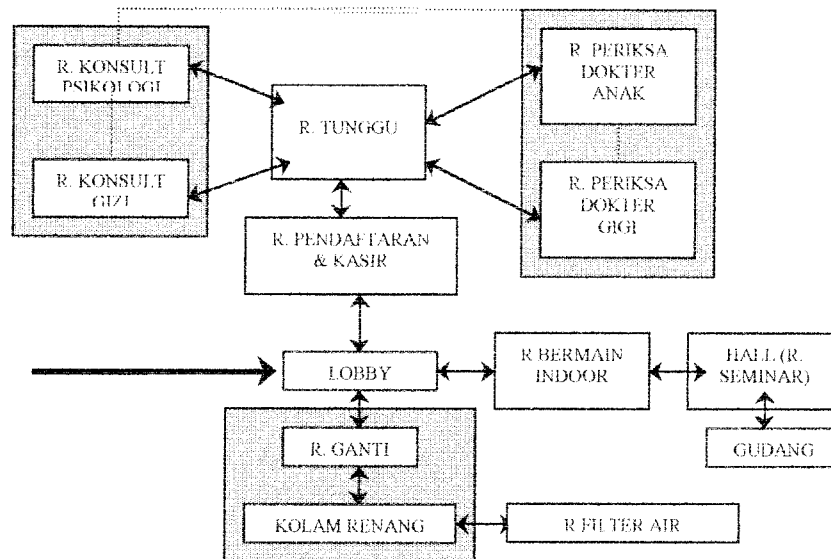 R. KONSULT
PSIKOLOGI
R. KONSULT
GIZI
R. TUNGGU
R. PERIKSA
DOKTER
ANAK
R. PERIKSA
DOKTER
GIGI
R. PENDAFTARAN
& KASIR
LOBBY
R BERMAIN
INDOOR
HALL (R.
SEMINAR)
GUDANG
R. GANTI
KOLAM RENANG
R FILTER AIR